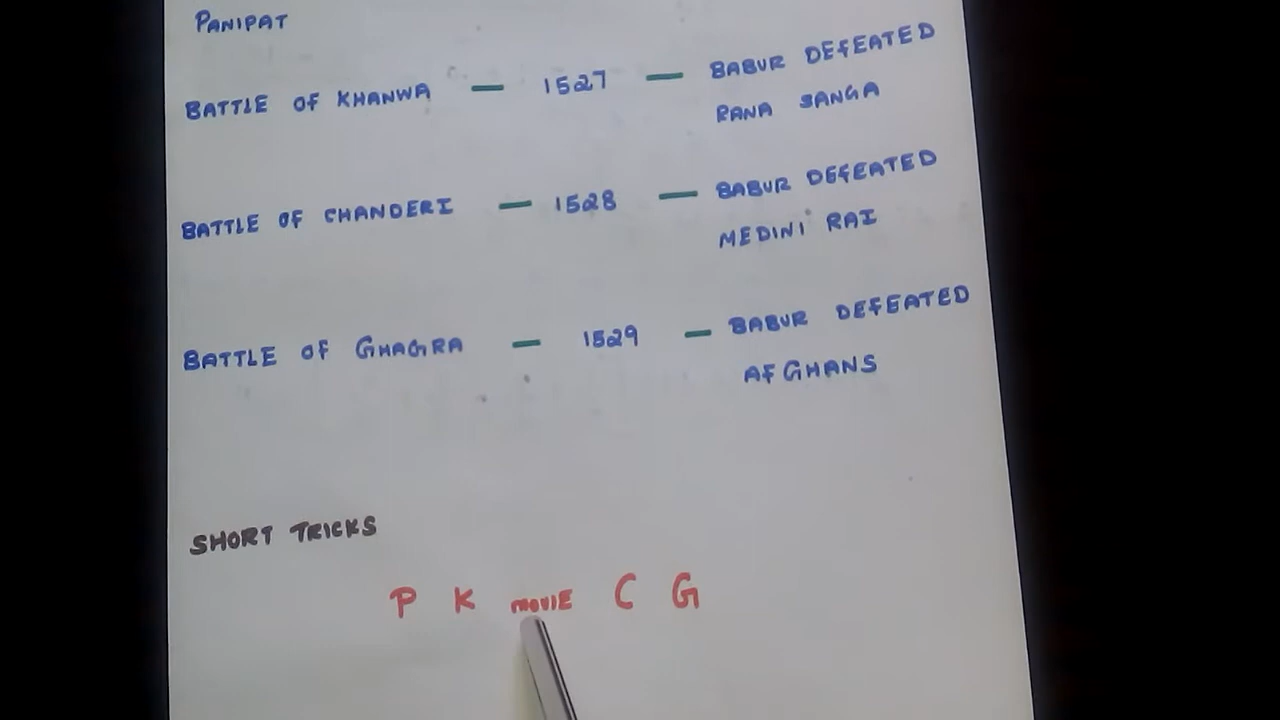 PANIPAT
BATTLE OF KHANWA — 1527 — BABUR DEFEATED
RANA SANGA
BATTLE OF CHANDERI — 1528 — BABUR DEFEATED
MEDINI RAI
BATTLE OF GHAGRA — 1529 — BABUR DEFEATED
AFGHANS
SHORT TRICKS
P K MOVIE C G